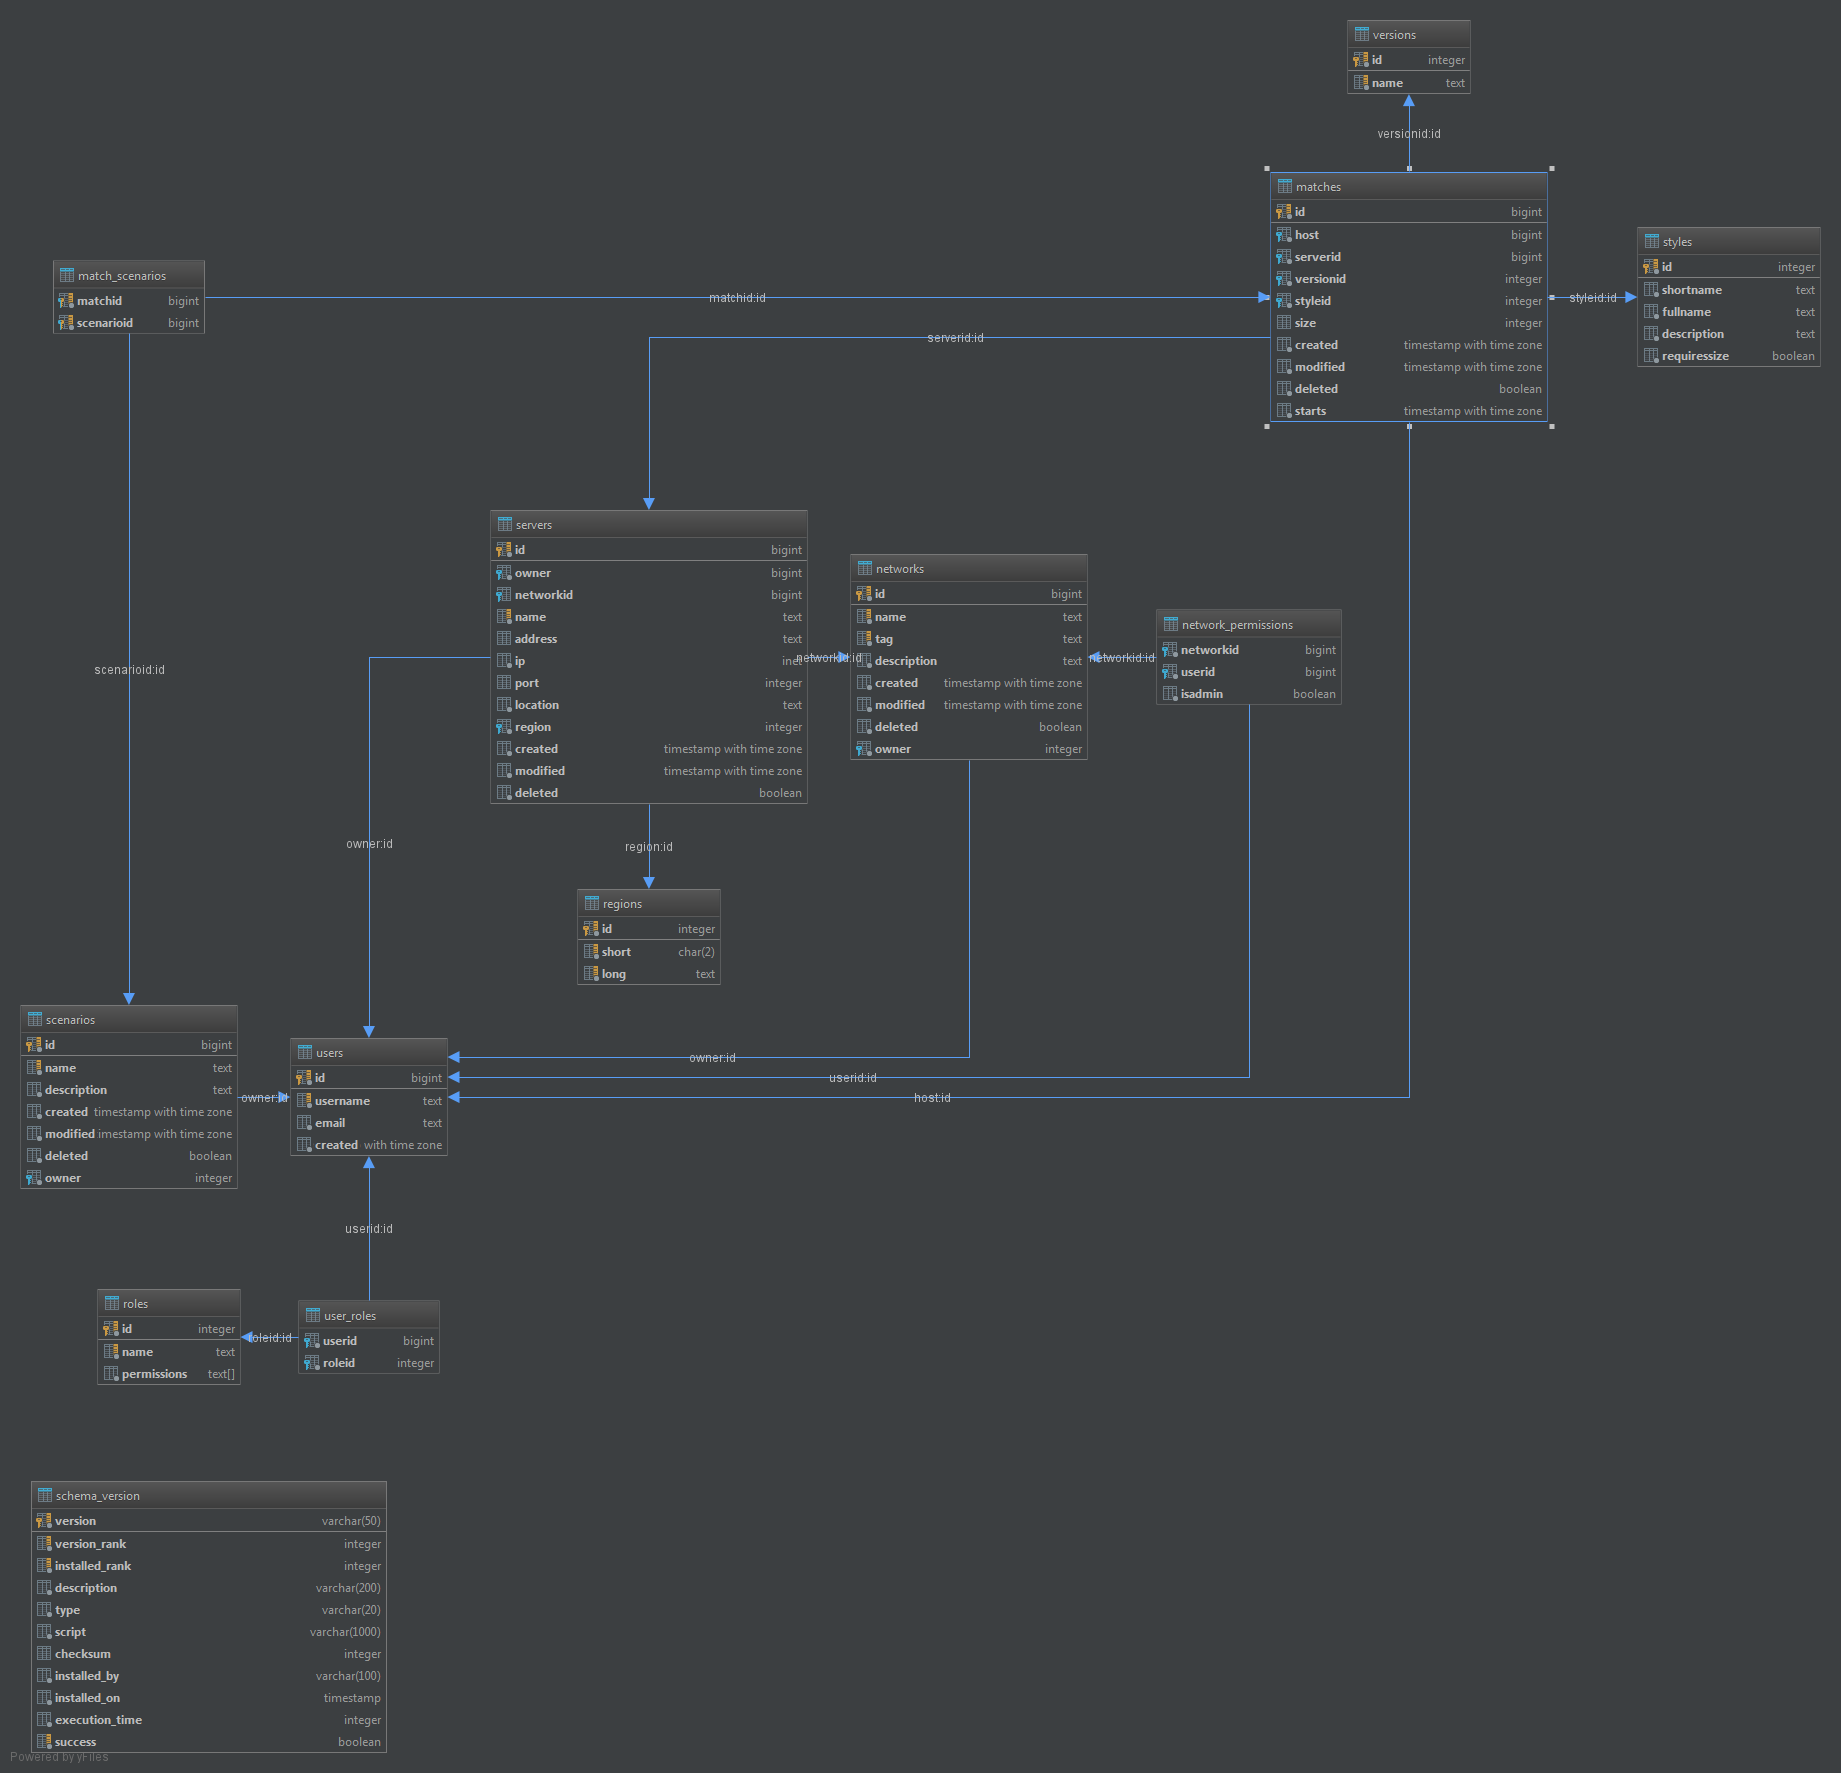 versions
id integer
name text
versionid:id
matches
id bigint
host bigint
serverid bigint
versionid integer
styleid integer
size integer
created timestamp with time zone
modified timestamp with time zone
deleted boolean
starts timestamp with time zone
styles
id integer
shortname text
fullname text
description text
requiressize boolean
styleid:id
match_scenarios
matchid bigint
scenarioid bigint
matchid:id
serverid:id
servers
id bigint
owner bigint
networkid bigint
name text
address text
ip inet
port integer
location text
region integer
created timestamp with time zone
modified timestamp with time zone
deleted boolean
networkid:id
networks
id bigint
name text
tag text
description text
created timestamp with time zone
modified timestamp with time zone
deleted boolean
owner integer
networkid:id
network_permissions
networkid bigint
userid bigint
isadmin boolean
scenarioid:id
owner:id
region:id
regions
id integer
short char(2)
long text
scenarios
id bigint
name text
description text
created timestamp with time zone
modified imestamp with time zone
deleted boolean
owner integer
owner:id
users
id bigint
username text
email text
created with time zone
owner:id
userid:id
host:id
userid:id
roles
id integer
name text
permissions text[]
roleid:id
user_roles
userid bigint
roleid integer
schema_version
version varchar(50)
version_rank integer
installed_rank integer
description varchar(200)
type varchar(20)
script varchar(1000)
checksum integer
installed_by varchar(100)
installed_on timestamp
execution_time integer
success boolean
Powered by yFiles